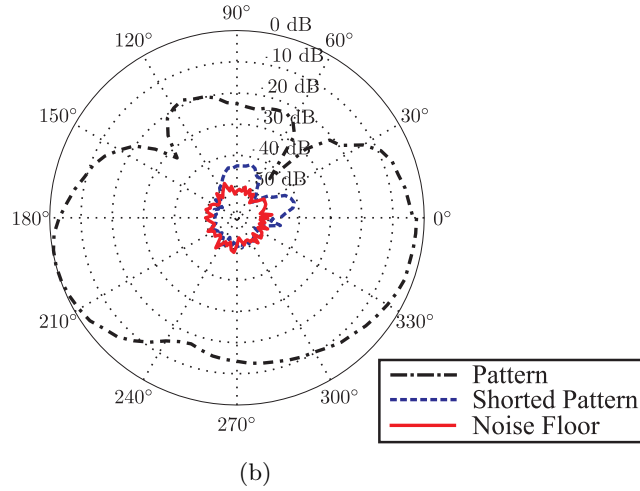 90°
0 dB
120°
60°
10 dB
20 dB
150°
30 dB
30°
40 dB
50 dB
180°
0°
210°
330°
240°
300°
270°
Pattern
Shorted Pattern
Noise Floor
(b)